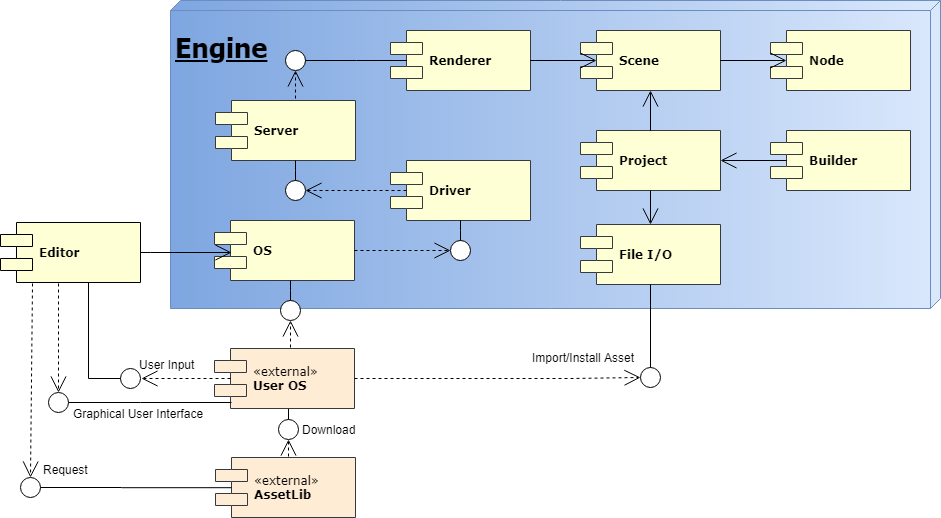 Engine
Renderer
Scene
Node
Server
Project
Builder
Driver
Editor
OS
File I/O
User Input
«external»
User OS
Import/Install Asset
Graphical User Interface
Download
Request
«external»
AssetLib